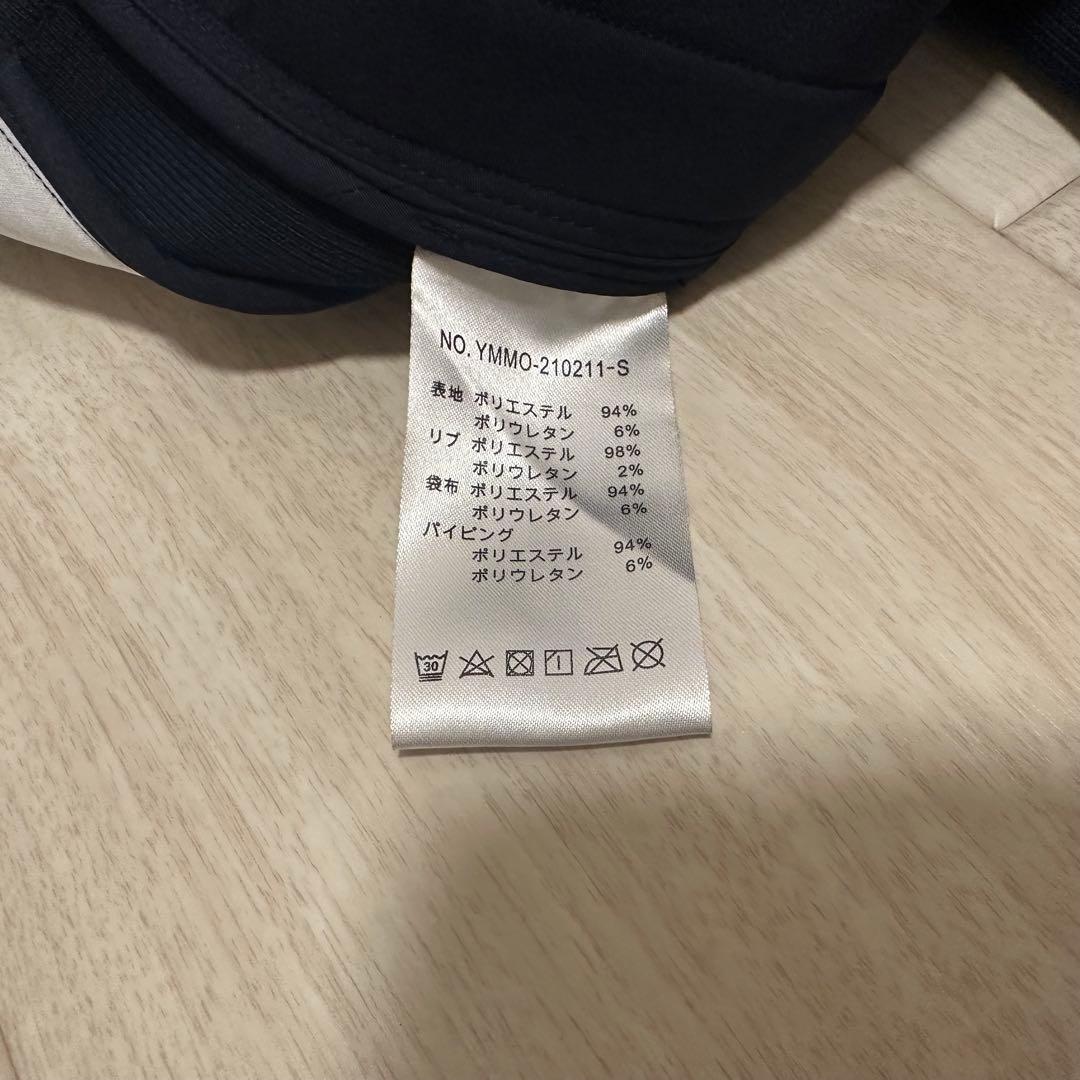 NO. YMMO-210211-S
表地 ポリエステル 94%
ポリウレタン 6%
リブ ポリエステル 98%
ポリウレタン 2%
袋布 ポリエステル 94%
ポリウレタン 6%
パイピング
ポリエステル 94%
ポリウレタン 6%
30